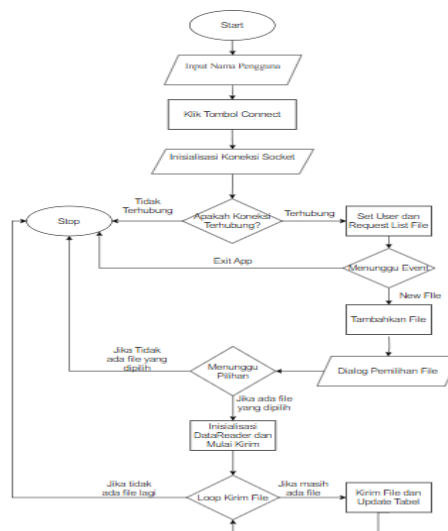 Start
Input Nama Pengguna
Klik Tombol Connect
Inisialisasi Koneksi Socket
Tidak
Terhubung
Apakah Koneksi
Terhubung?
Terhubung
Set User dan
Request List File
Stop
Exit App
Menunggu Event
New FIle
Tambahkan File
Dialog Pemilihan File
Menunggu
Pilihan
Jika Tidak
ada file yang
dipilih
Jika ada file
yang dipilih
Inisialisasi
DataReader dan
Mulai Kirim
Jika tidak
ada file lagi
Loop Kirim File
Jika masih
ada file
Kirim File dan
Update Tabel